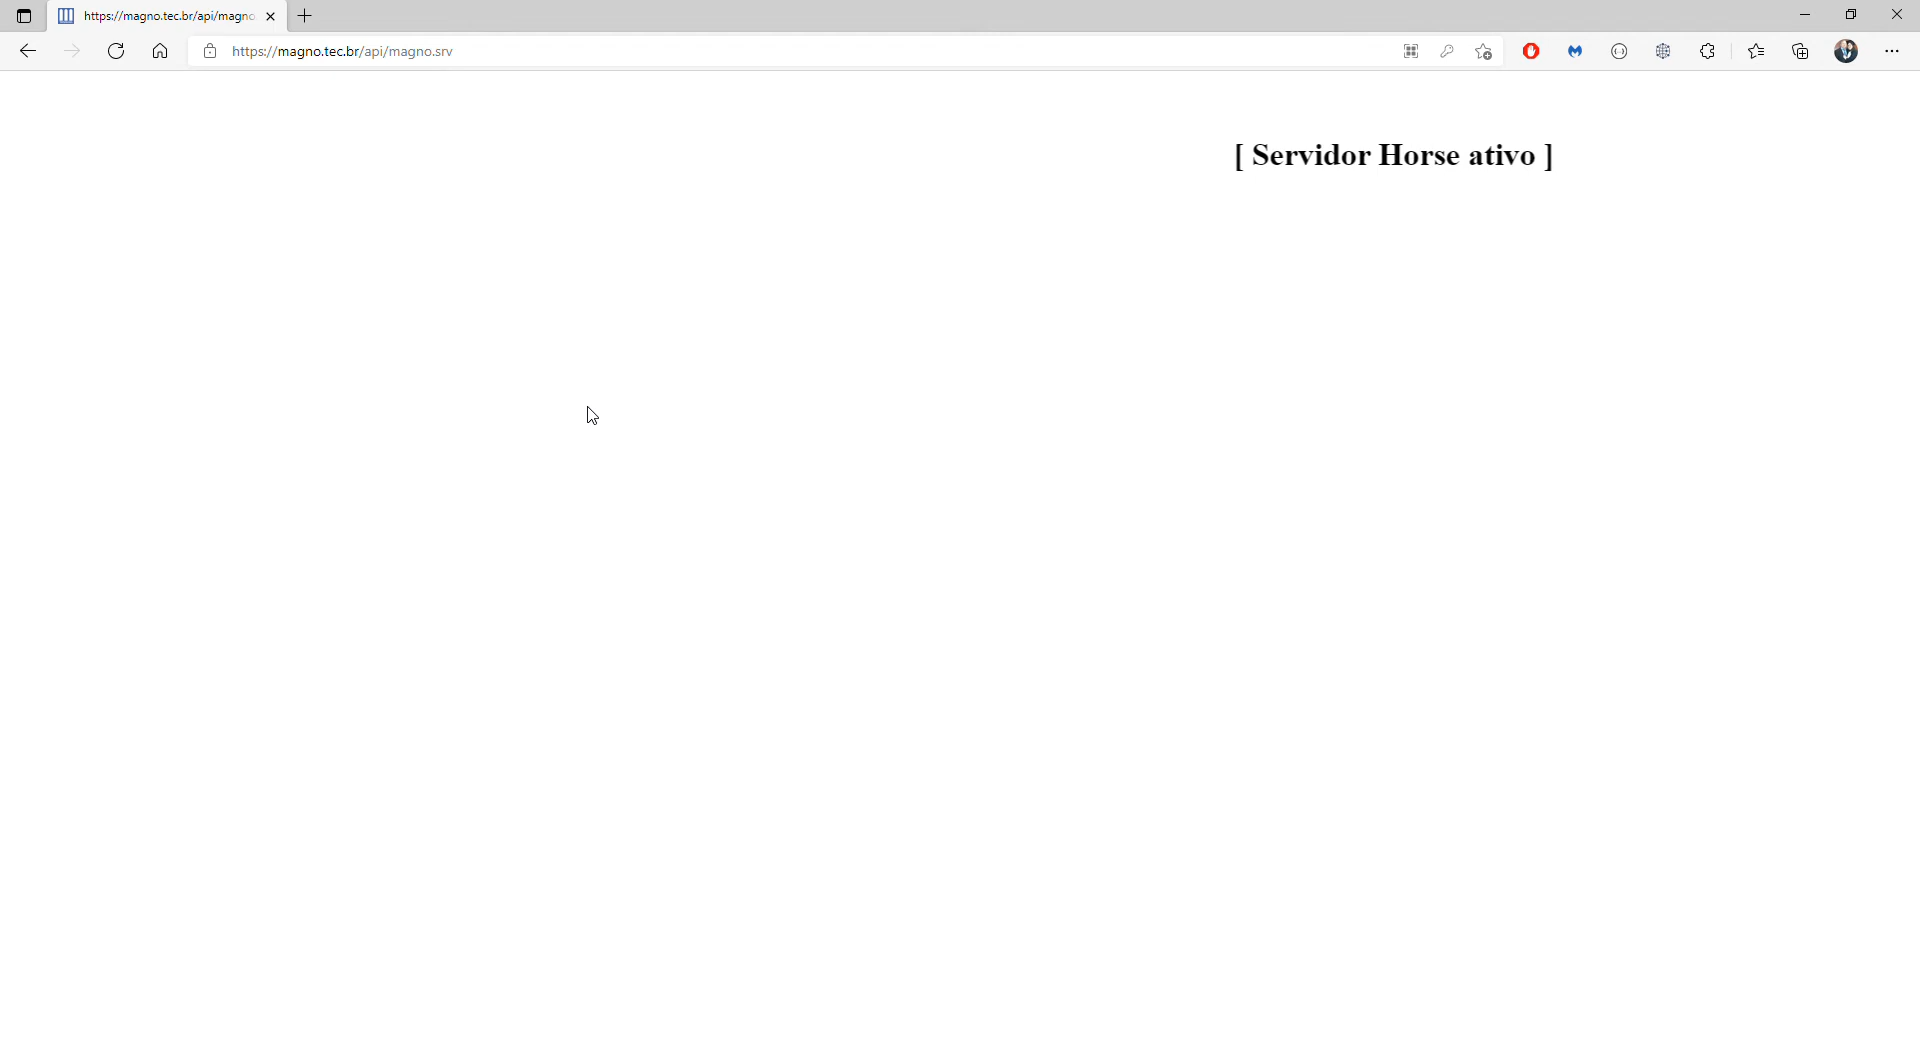 https://magno.tec.br/api/magno
https://magno.tec.br/api/magno.srv
[ Servidor Horse ativo ]